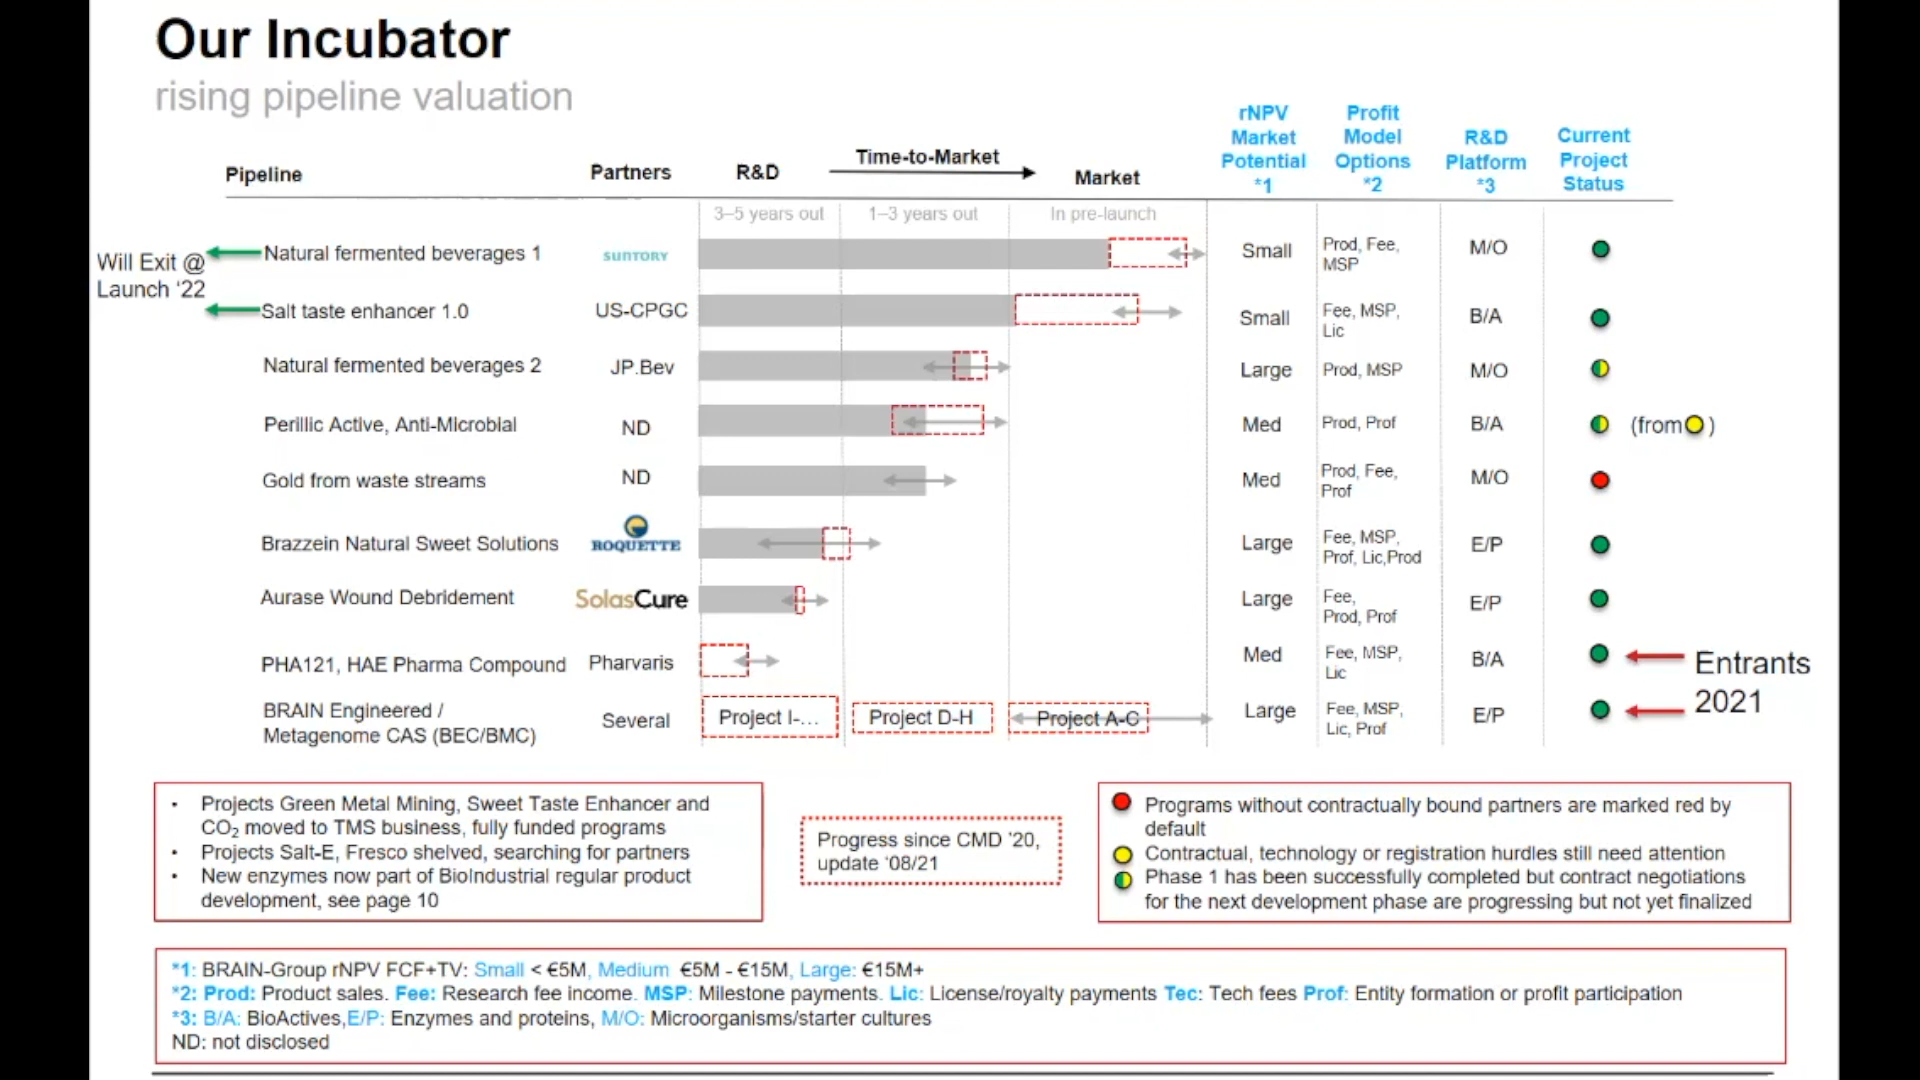 Our Incubator
rising pipeline valuation
Pipeline
Partners
R&D
Time-to-Market
Market
rNPV
Market
Potential
*1
Profit
Model
Options
*2
R&D
Platform
*3
Current
Project
Status
3–5 years out
1–3 years out
In pre-launch
Will Exit @
Launch ‘22
Natural fermented beverages 1
SUNTORY
Small
Prod, Fee,
MSP
M/O
Salt taste enhancer 1.0
US-CPGC
Small
Fee, MSP,
Lic
B/A
Natural fermented beverages 2
JP.Bev
Large
Prod, MSP
M/O
Perillic Active, Anti-Microbial
ND
Med
Prod, Prof
B/A
(from )
Gold from waste streams
ND
Med
Prod, Fee,
Prof
M/O
Brazzein Natural Sweet Solutions
ROQUETTE
Large
Fee, MSP,
Prof, Lic,Prod
E/P
Aurase Wound Debridement
SolasCure
Large
Fee,
Prod, Prof
E/P
PHA121, HAE Pharma Compound
Pharvaris
Med
Fee, MSP,
Lic
B/A
Entrants
2021
BRAIN Engineered /
Metagenome CAS (BEC/BMC)
Several
Project I-...
Project D-H
Project A-C
Large
Fee, MSP,
Lic, Prof
E/P
• Projects Green Metal Mining, Sweet Taste Enhancer and
CO2 moved to TMS business, fully funded programs
• Projects Salt-E, Fresco shelved, searching for partners
• New enzymes now part of BioIndustrial regular product
development, see page 10
Progress since CMD ’20,
update ‘08/21
Programs without contractually bound partners are marked red by
default
Contractual, technology or registration hurdles still need attention
Phase 1 has been successfully completed but contract negotiations
for the next development phase are progressing but not yet finalized
*1: BRAIN-Group rNPV FCF+TV: Small < €5M, Medium €5M - €15M, Large: €15M+
*2: Prod: Product sales. Fee: Research fee income. MSP: Milestone payments. Lic: License/royalty payments Tec: Tech fees Prof: Entity formation or profit participation
*3: B/A: BioActives,E/P: Enzymes and proteins, M/O: Microorganisms/starter cultures
ND: not disclosed